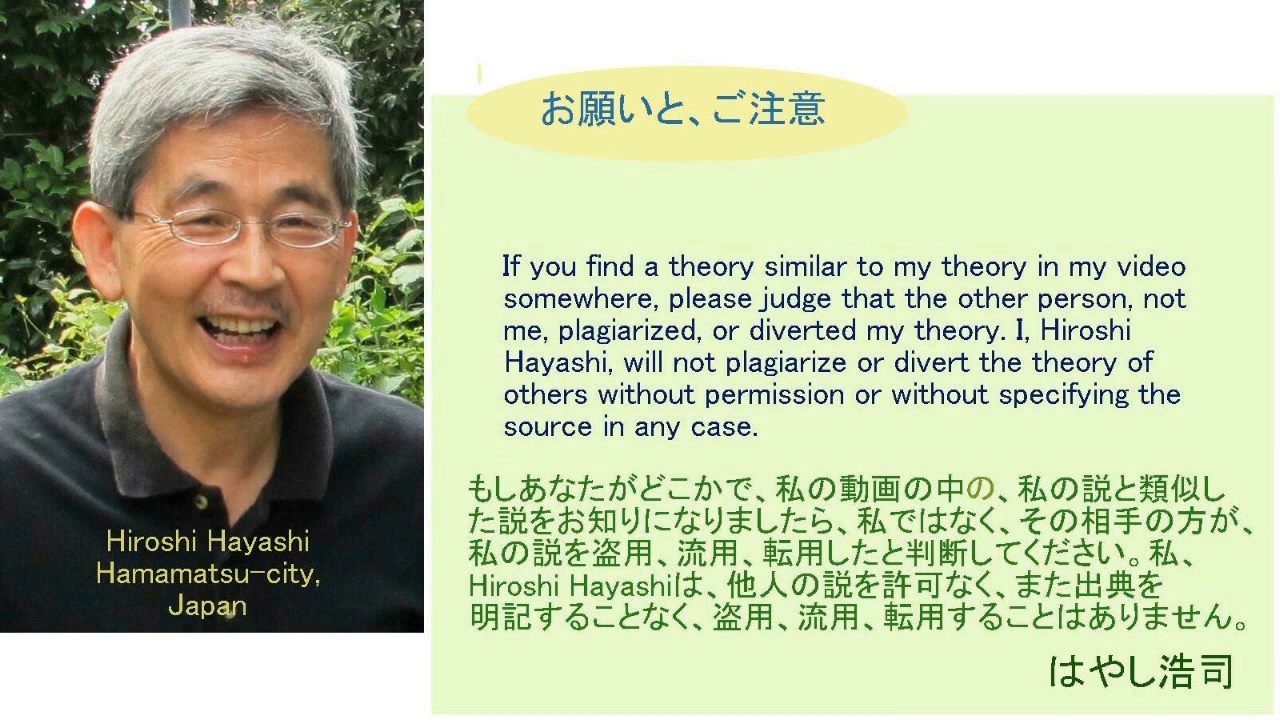 お願いと、ご注意
If you find a theory similar to my theory in my video
somewhere, please judge that the other person, not
me, plagiarized, or diverted my theory. I, Hiroshi
Hayashi, will not plagiarize or divert the theory of
others without permission or without specifying the
source in any case.
もしあなたがどこかで、私の動画の中の、私の説と類似し
た説をお知りになりましたら、私ではなく、その相手の方が、
私の説を盗用、流用、転用したと判断してください。私、
Hiroshi Hayashiは、他人の説を許可なく、また出典を
明記することなく、盗用、流用、転用することはありません。
はやし浩司
Hiroshi Hayashi
Hamamatsu-city,
Japan